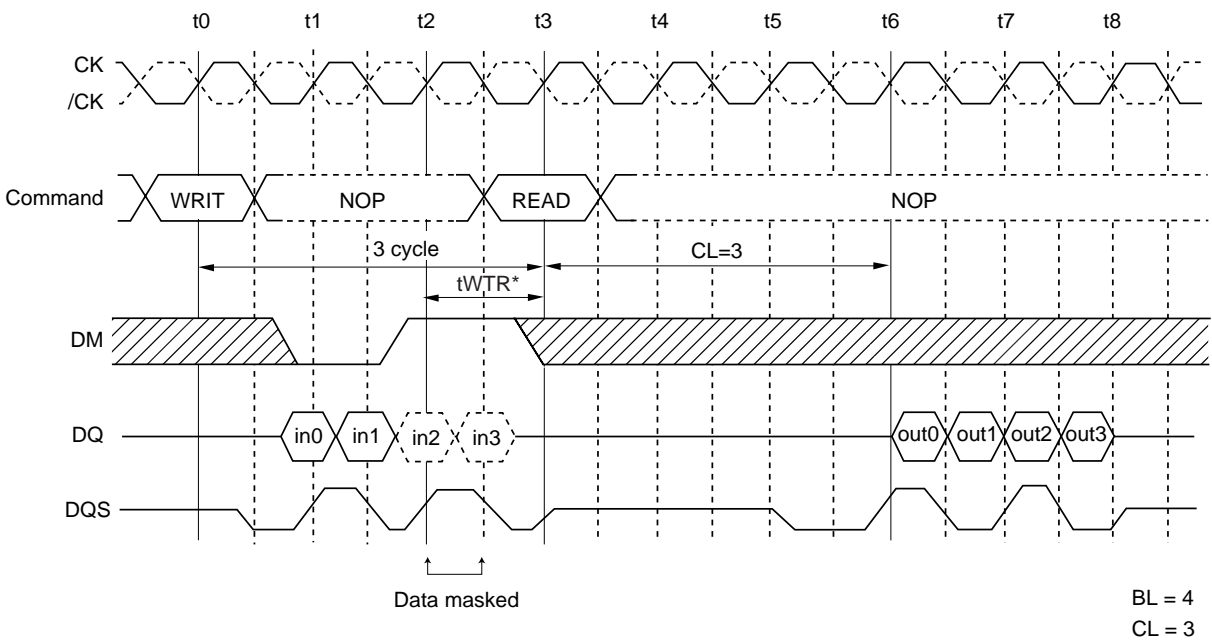 t0 t1 t2 t3 t4 t5 t6 t7 t8
CK
/CK
Command WRIT NOP READ NOP
3 cycle CL=3
tWTR*
DM
DQ in0 in1 in2 in3 out0 out1 out2 out3
DQS
Data masked
BL = 4
CL = 3